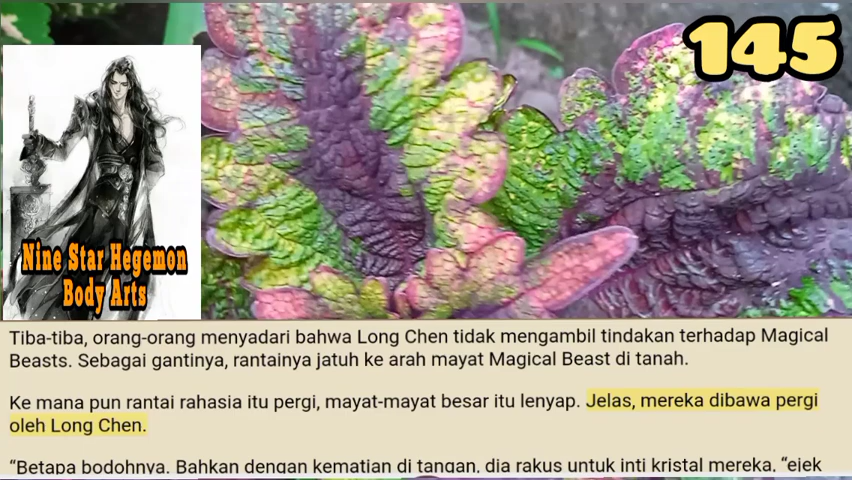 145
Nine Star Hegemon
Body Arts
Tiba-tiba, orang-orang menyadari bahwa Long Chen tidak mengambil tindakan terhadap Magical
Beasts. Sebagai gantinya, rantainya jatuh ke arah mayat Magical Beast di tanah.
Ke mana pun rantai rahasia itu pergi, mayat-mayat besar itu lenyap. Jelas, mereka dibawa pergi
oleh Long Chen.
“Betapa bodohnya. Bahkan dengan kematian di tangan, dia rakus untuk inti kristal mereka, “ejek